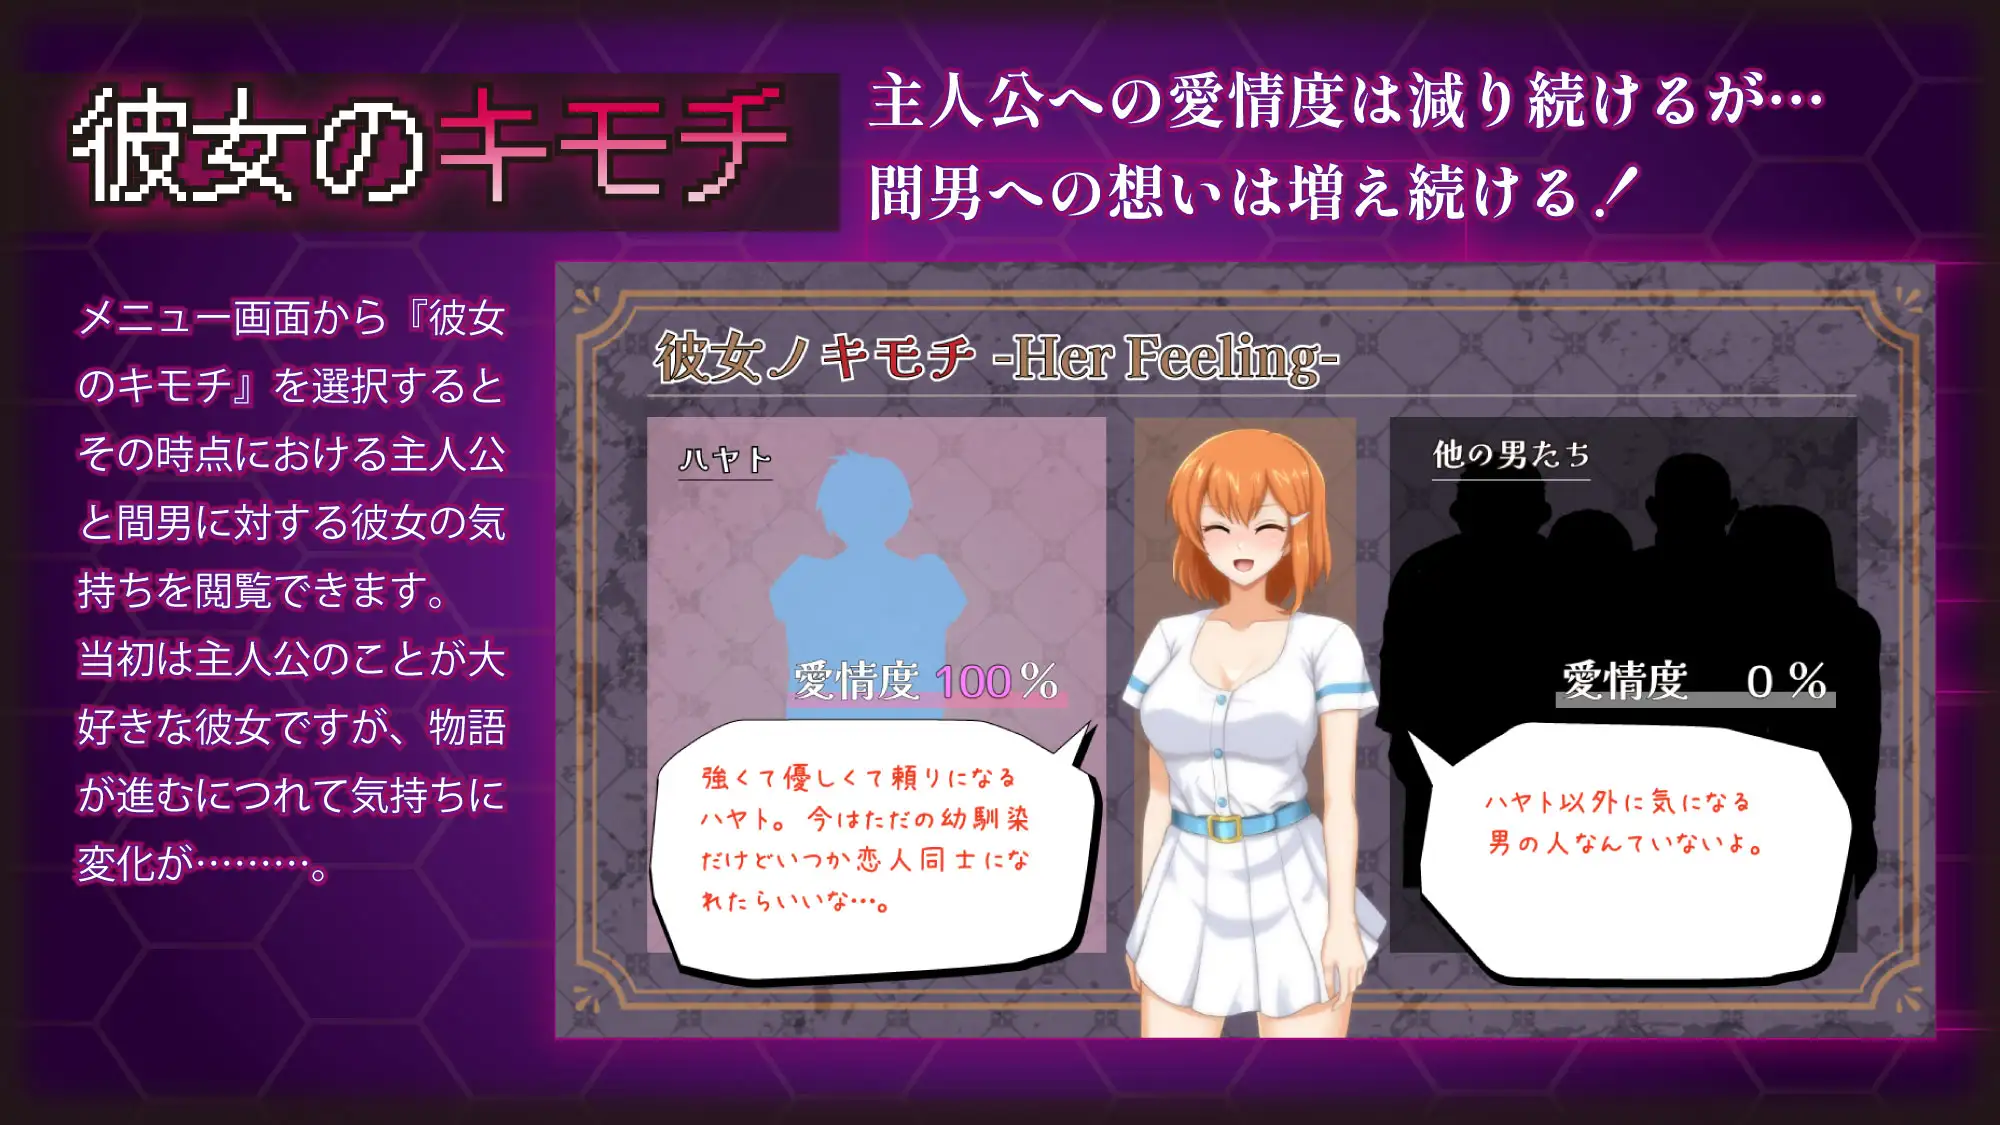 彼女のキモチ
主人公への愛情度は減り続けるが…
間男への想いは増え続ける！
メニュー画面から『彼女
のキモチ』を選択すると
その時点における主人公
と間男に対する彼女の気
持ちを閲覧できます。
当初は主人公のことが大
好きな彼女ですが、物語
が進むにつれて気持ちに
変化が………。
彼女ノキモチ -Her Feeling-
ハヤト
愛情度 100%
強くて優しくて頼りになる
ハヤト。今はただの幼馴染
だけどいつか恋人同士にな
れたらいいな…。
他の男たち
愛情度 0%
ハヤト以外に気になる
男の人なんていないよ。